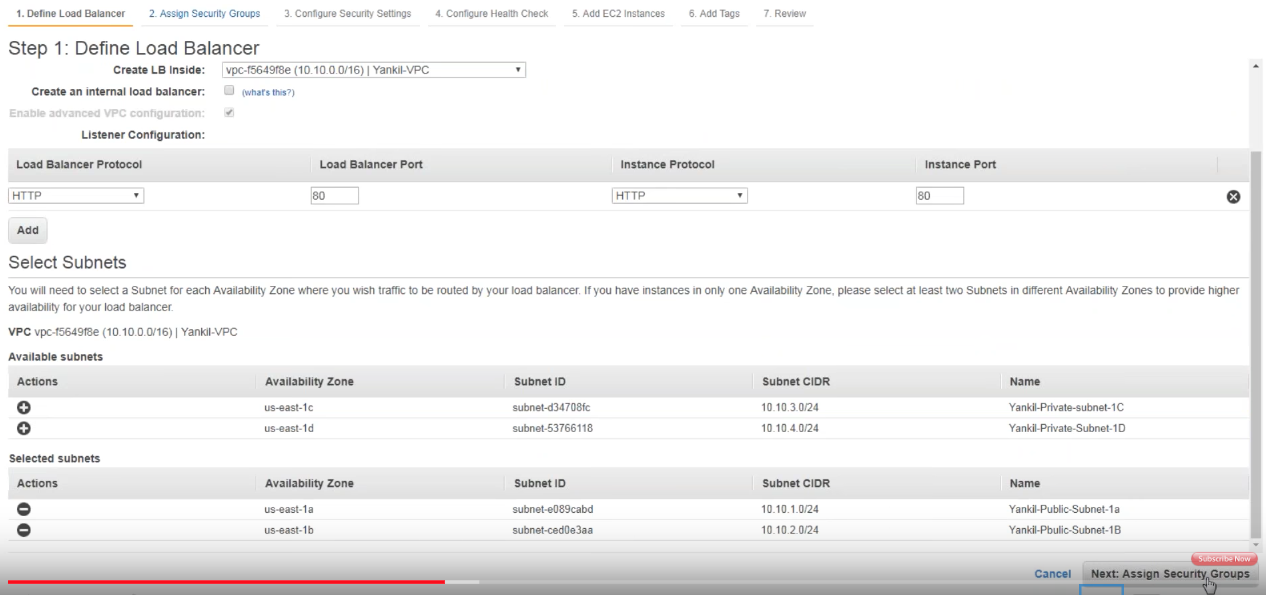 1. Define Load Balancer 2. Assign Security Groups 3. Configure Security Settings 4. Configure Health Check 5. Add EC2 Instances 6. Add Tags 7. Review
Step 1: Define Load Balancer
Create LB Inside: vpc-f5649f8e (10.10.0.0/16) | Yankil-VPC
Create an internal load balancer: (what's this?)
Enable advanced VPC configuration:
Listener Configuration:
Load Balancer Protocol Load Balancer Port Instance Protocol Instance Port
HTTP 80 HTTP 80
Add
Select Subnets
You will need to select a Subnet for each Availability Zone where you wish traffic to be routed by your load balancer. If you have instances in only one Availability Zone, please select at least two Subnets in different Availability Zones to provide higher
availability for your load balancer.
VPC vpc-f5649f8e (10.10.0.0/16) | Yankil-VPC
Available subnets
Actions Availability Zone Subnet ID Subnet CIDR Name
us-east-1c subnet-d34708fc 10.10.3.0/24 Yankil-Private-subnet-1C
us-east-1d subnet-53766118 10.10.4.0/24 Yankil-Private-Subnet-1D
Selected subnets
Actions Availability Zone Subnet ID Subnet CIDR Name
us-east-1a subnet-e089cabd 10.10.1.0/24 Yankil-Public-Subnet-1a
us-east-1b subnet-ced0e3aa 10.10.2.0/24 Yankil-Pbulic-Subnet-1B
Subscribe Now
Cancel Next: Assign Security Groups